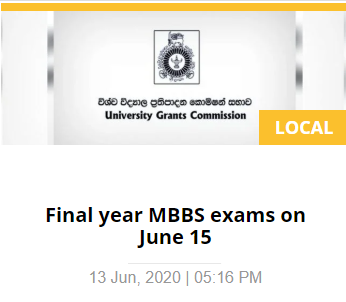 විශ්ව විද්‍යාල ප්‍රතිපාදන කොමිෂන් සභාව
University Grants Commission
LOCAL
Final year MBBS exams on
June 15
13 Jun, 2020 | 05:16 PM